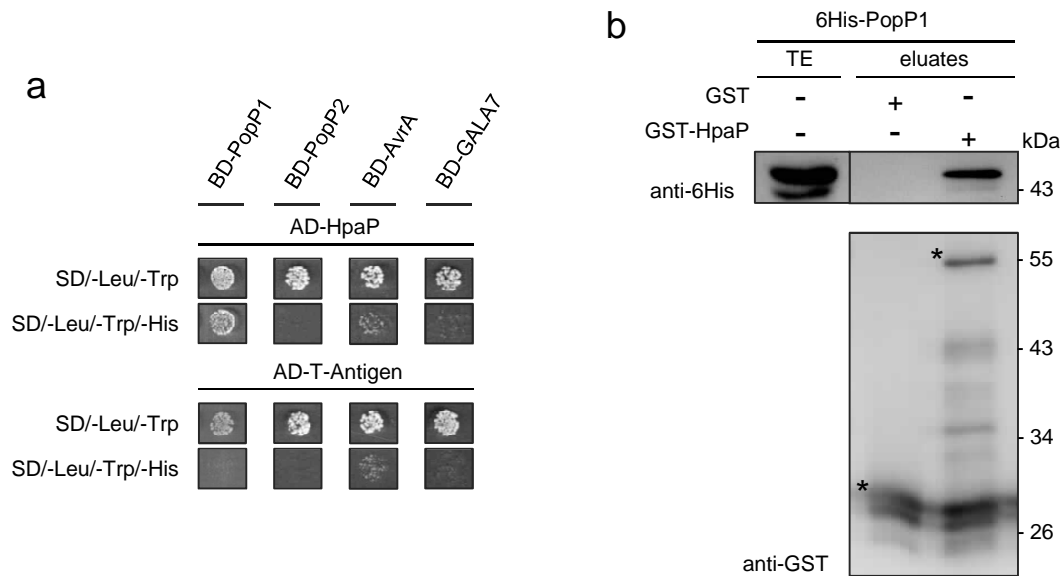 a
BD-PopP1
BD-PopP2
BD-AvrA
BD-GALA7
AD-HpaP
SD/-Leu/-Trp
SD/-Leu/-Trp/-His
AD-T-Antigen
SD/-Leu/-Trp
SD/-Leu/-Trp/-His
b
6His-PopP1
TE eluates
GST - + -
GST-HpaP - - + kDa
anti-6His 43
* 55
43
34
*
26
anti-GST